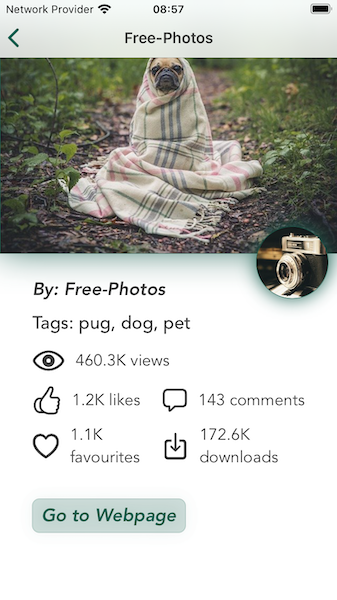 Network Provider 08:57
Free-Photos
By: Free-Photos
Tags: pug, dog, pet
460.3K views
1.2K likes 143 comments
1.1K 172.6K
favourites downloads
Go to Webpage